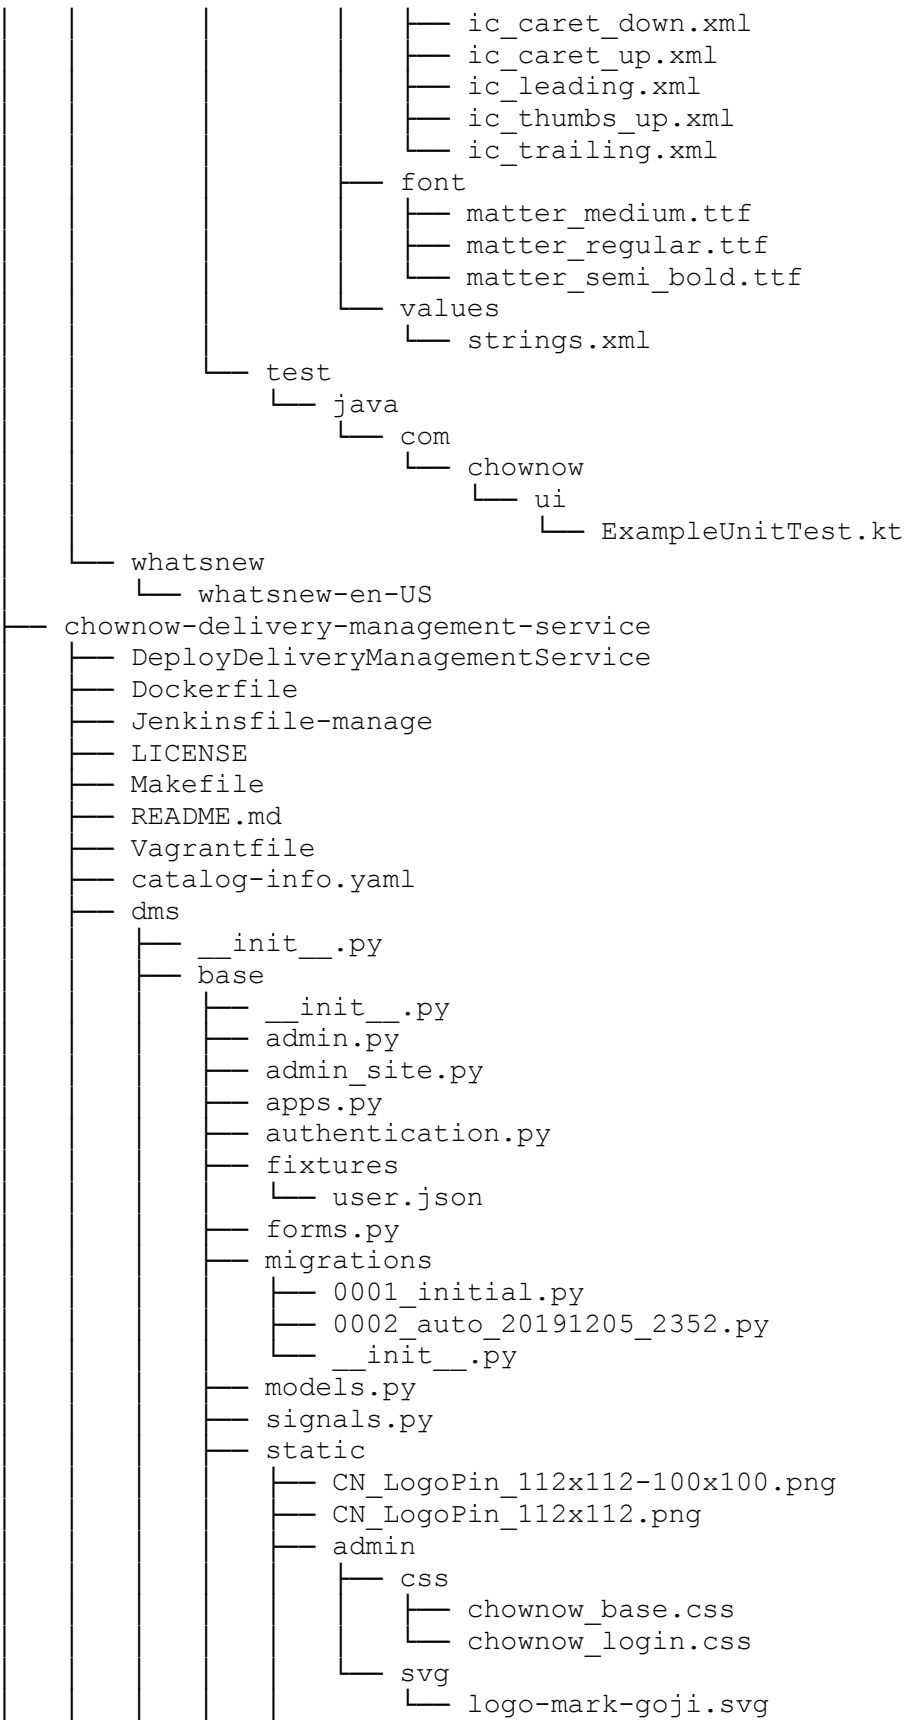 │   │       │       │   ├── ic_caret_down.xml
│   │       │       │   ├── ic_caret_up.xml
│   │       │       │   ├── ic_leading.xml
│   │       │       │   ├── ic_thumbs_up.xml
│   │       │       │   └── ic_trailing.xml
│   │       │       ├── font
│   │       │       │   ├── matter_medium.ttf
│   │       │       │   ├── matter_regular.ttf
│   │       │       │   └── matter_semi_bold.ttf
│   │       │       └── values
│   │       │           └── strings.xml
│   │       └── test
│   │           └── java
│   │               └── com
│   │                   └── chownow
│   │                       └── ui
│   │                           └── ExampleUnitTest.kt
│   └── whatsnew
│       └── whatsnew-en-US
├── chownow-delivery-management-service
│   ├── DeployDeliveryManagementService
│   ├── Dockerfile
│   ├── Jenkinsfile-manage
│   ├── LICENSE
│   ├── Makefile
│   ├── README.md
│   ├── Vagrantfile
│   ├── catalog-info.yaml
│   ├── dms
│   │   ├── __init__.py
│   │   ├── base
│   │   │   ├── __init__.py
│   │   │   ├── admin.py
│   │   │   ├── admin_site.py
│   │   │   ├── apps.py
│   │   │   ├── authentication.py
│   │   │   ├── fixtures
│   │   │   │   └── user.json
│   │   │   ├── forms.py
│   │   │   ├── migrations
│   │   │   │   ├── 0001_initial.py
│   │   │   │   ├── 0002_auto_20191205_2352.py
│   │   │   │   └── __init__.py
│   │   │   ├── models.py
│   │   │   ├── signals.py
│   │   │   ├── static
│   │   │   │   ├── CN_LogoPin_112x112-100x100.png
│   │   │   │   ├── CN_LogoPin_112x112.png
│   │   │   │   ├── admin
│   │   │   │   │   ├── css
│   │   │   │   │   │   ├── chownow_base.css
│   │   │   │   │   │   └── chownow_login.css
│   │   │   │   │   └── svg
│   │   │   │   │       └── logo-mark-goji.svg